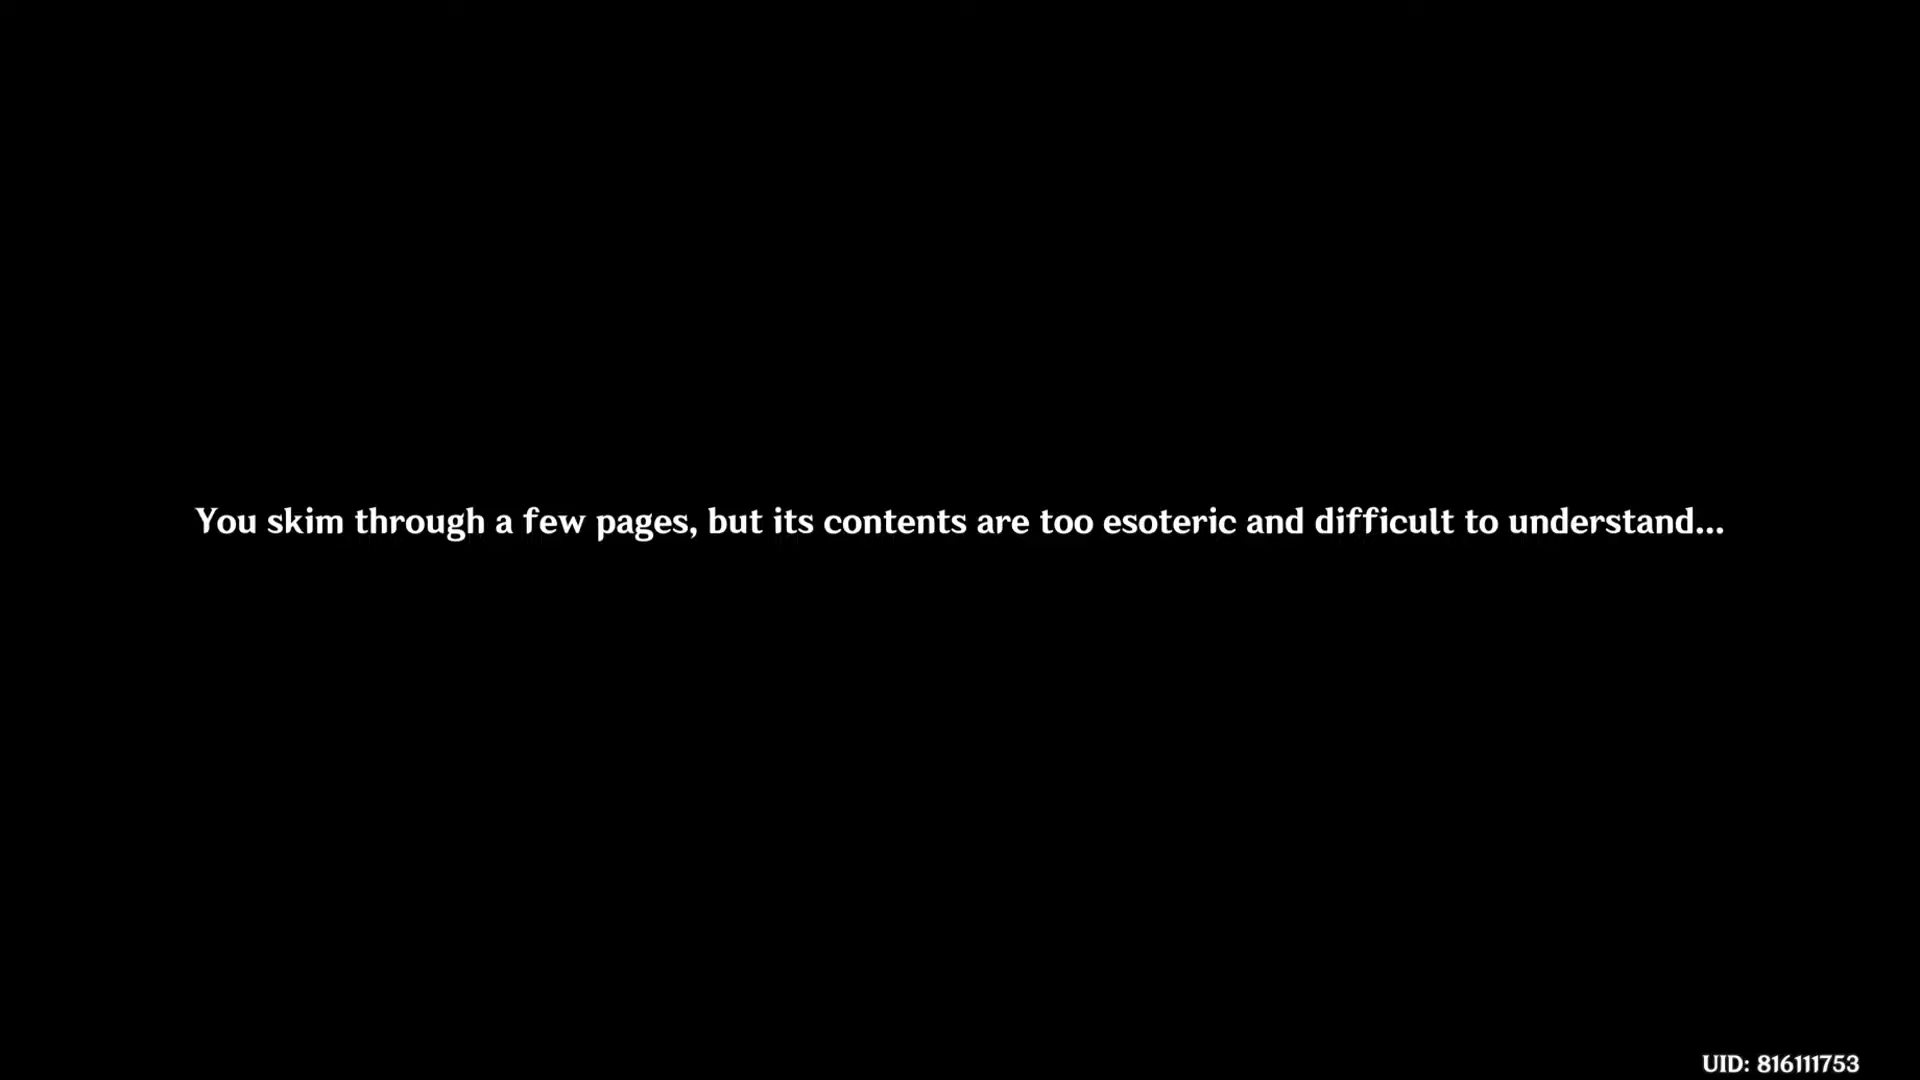 You skim through a few pages, but its contents are too esoteric and difficult to understand...
UID: 816111753